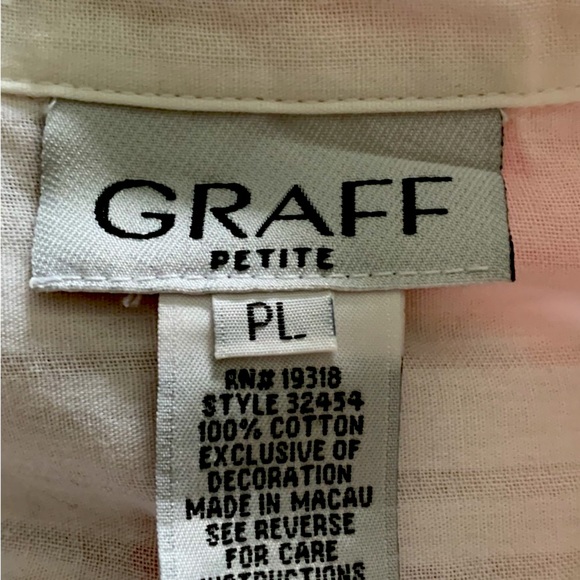 GRAFF
PETITE
PL
RN# 19318
STYLE 32454
100% COTTON
EXCLUSIVE OF
DECORATION
MADE IN MACAU
SEE REVERSE
FOR CARE
INSTRUCTIONS